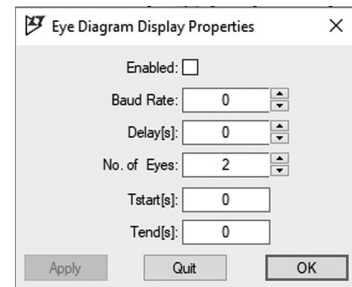 Eye Diagram Display Properties
Enabled:
Baud Rate: 0
Delay[s]: 0
No. of Eyes: 2
Tstart[s]: 0
Tend[s]: 0
Apply Quit OK